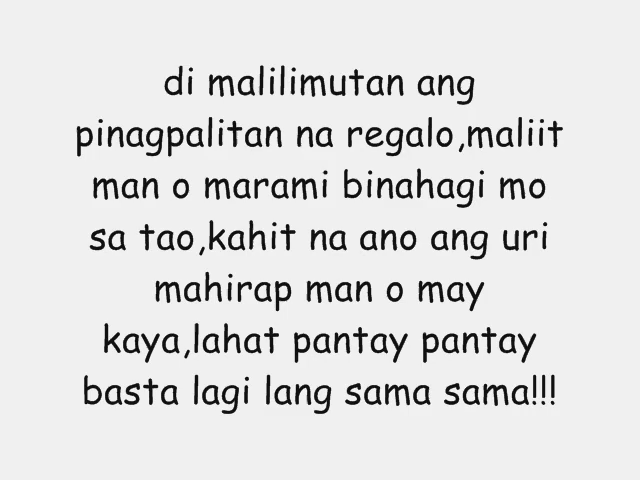 di malilimutan ang
pinagpalitan na regalo,maliit
man o marami binahagi mo
sa tao,kahit na ano ang uri
mahirap man o may
kaya,lahat pantay pantay
basta lagi lang sama sama!!!